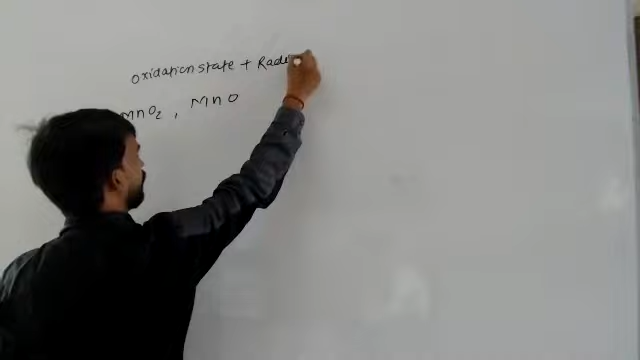 Oxidation state + Radi
MnO2, MnO